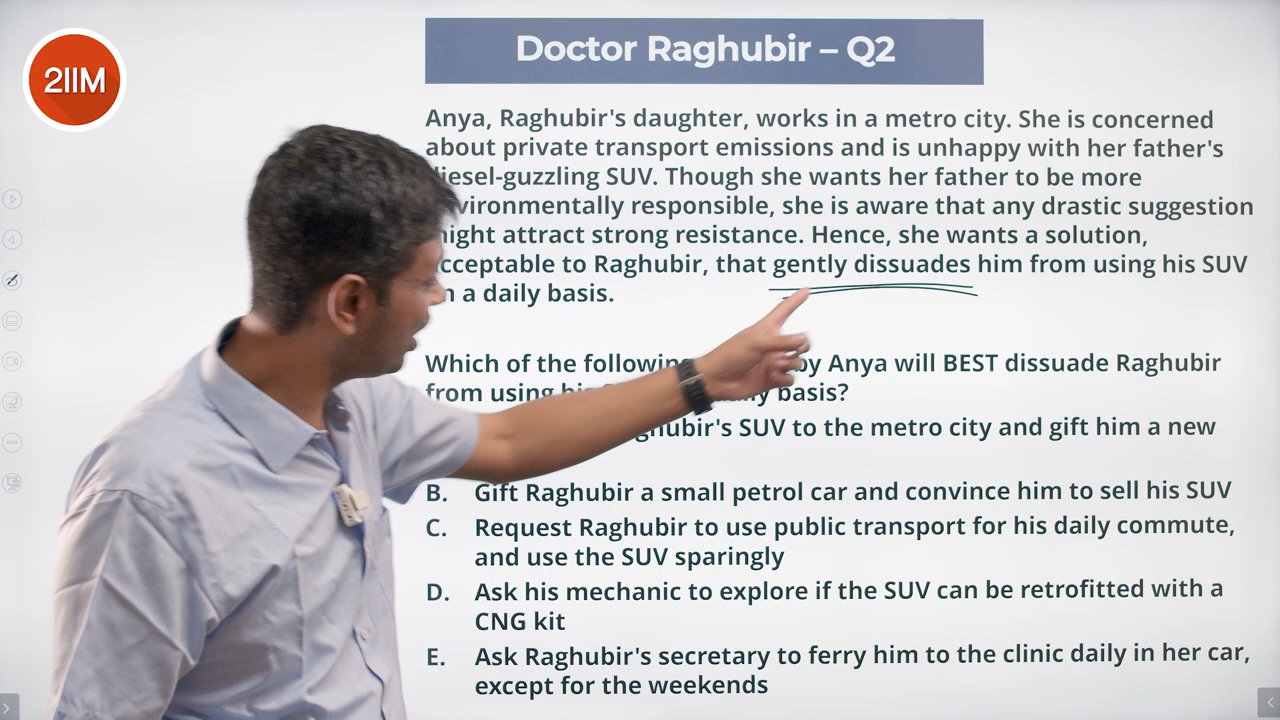 2IIM
Doctor Raghubir – Q2
Anya, Raghubir's daughter, works in a metro city. She is concerned
about private transport emissions and is unhappy with her father's
diesel-guzzling SUV. Though she wants her father to be more
environmentally responsible, she is aware that any drastic suggestion
might attract strong resistance. Hence, she wants a solution,
acceptable to Raghubir, that gently dissuades him from using his SUV
on a daily basis.
Which of the following by Anya will BEST dissuade Raghubir
from using his daily basis?
Raghubir's SUV to the metro city and gift him a new
B. Gift Raghubir a small petrol car and convince him to sell his SUV
C. Request Raghubir to use public transport for his daily commute,
and use the SUV sparingly
D. Ask his mechanic to explore if the SUV can be retrofitted with a
CNG kit
E. Ask Raghubir's secretary to ferry him to the clinic daily in her car,
except for the weekends